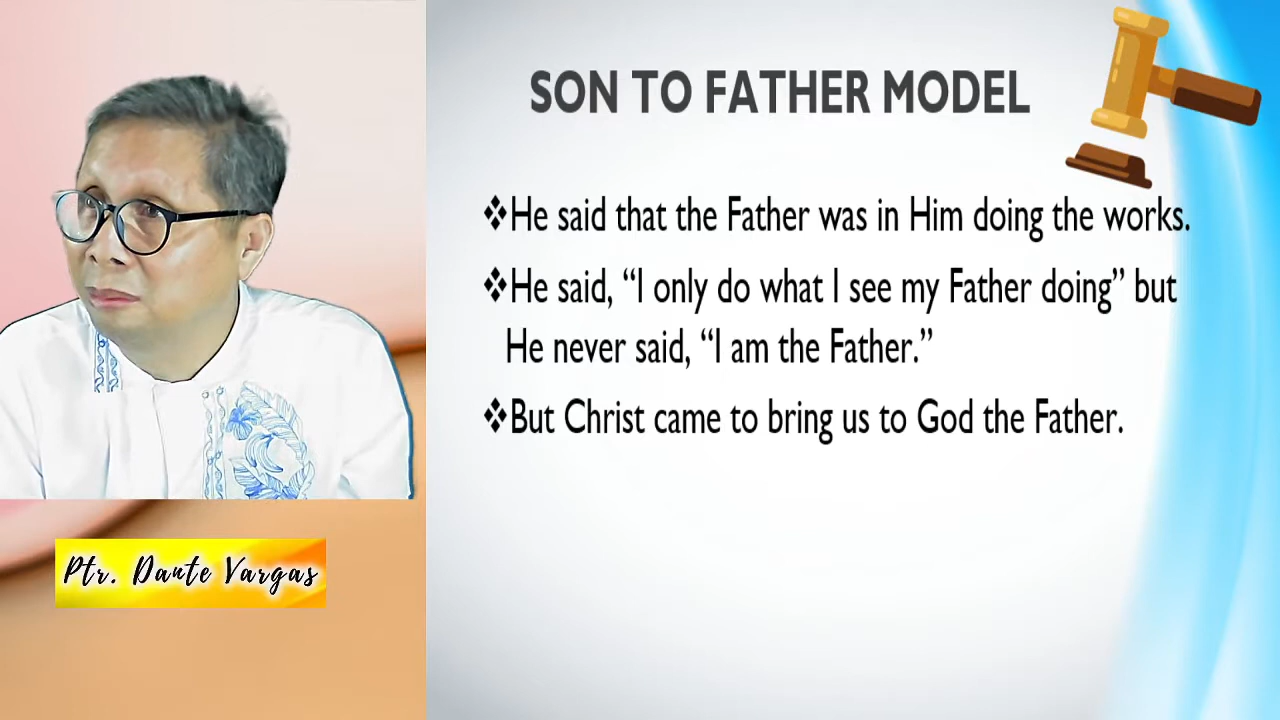 SON TO FATHER MODEL
❖He said that the Father was in Him doing the works.
❖He said, “I only do what I see my Father doing” but
He never said, “I am the Father.”
❖But Christ came to bring us to God the Father.
Ptr. Dante Vargas